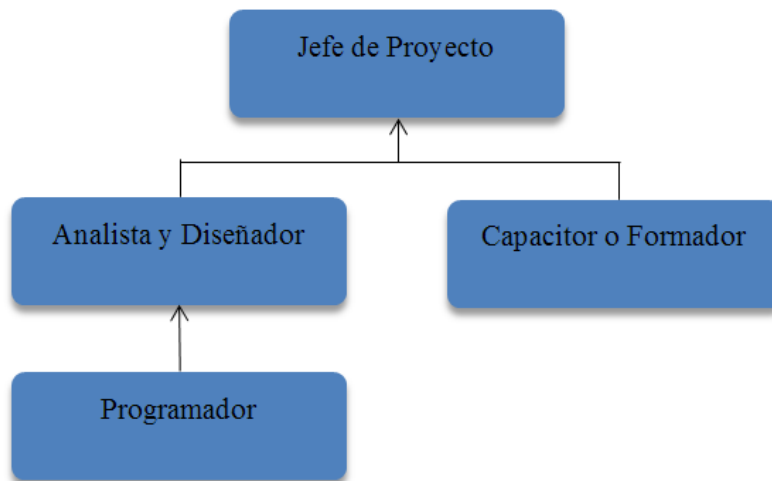 Jefe de Proyecto
Analista y Diseñador
Capacitor o Formador
Programador